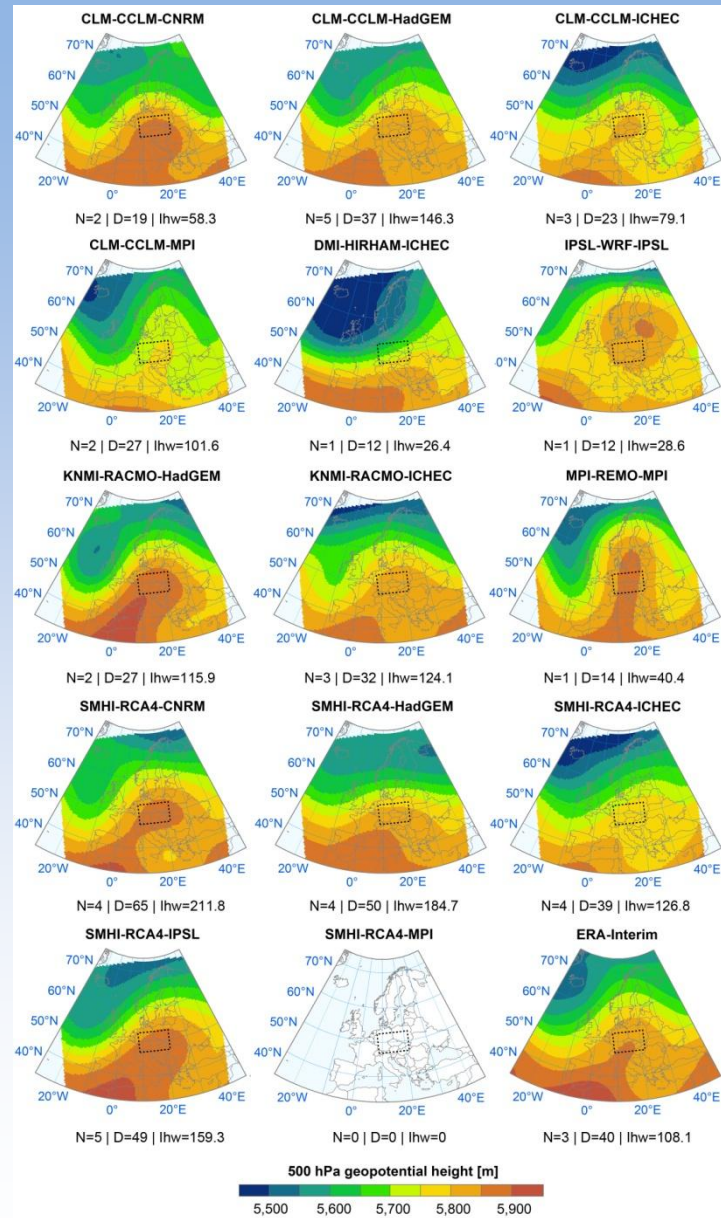 CLM-CCLM-CNRM CLM-CCLM-HadGEM CLM-CCLM-ICHEC
70°N 70°N 70°N
60°N 60°N 60°N
50°N 50°N 50°N
40°N 40°N 40°N
20°W 0° 20°E 40°E 20°W 0° 20°E 40°E 20°W 0° 20°E 40°E
N=2 | D=19 | Ihw=58.3 N=5 | D=37 | Ihw=146.3 N=3 | D=23 | Ihw=79.1
CLM-CCLM-MPI DMI-HIRHAM-ICHEC IPSL-WRF-IPSL
70°N 70°N 70°N
60°N 60°N 60°N
50°N 50°N 50°N
40°N 40°N 40°N
20°W 0° 20°E 40°E 20°W 0° 20°E 40°E 20°W 0° 20°E 40°E
N=2 | D=27 | Ihw=101.6 N=1 | D=12 | Ihw=26.4 N=1 | D=12 | Ihw=28.6
KNMI-RACMO-HadGEM KNMI-RACMO-ICHEC MPI-REMO-MPI
70°N 70°N 70°N
60°N 60°N 60°N
50°N 50°N 50°N
40°N 40°N 40°N
20°W 0° 20°E 40°E 20°W 0° 20°E 40°E 20°W 0° 20°E 40°E
N=2 | D=27 | Ihw=115.9 N=3 | D=32 | Ihw=124.1 N=1 | D=14 | Ihw=40.4
SMHI-RCA4-CNRM SMHI-RCA4-HadGEM SMHI-RCA4-ICHEC
70°N 70°N 70°N
60°N 60°N 60°N
50°N 50°N 50°N
40°N 40°N 40°N
20°W 0° 20°E 40°E 20°W 0° 20°E 40°E 20°W 0° 20°E 40°E
N=4 | D=65 | Ihw=211.8 N=4 | D=50 | Ihw=184.7 N=4 | D=39 | Ihw=126.8
SMHI-RCA4-IPSL SMHI-RCA4-MPI ERA-Interim
70°N 70°N 70°N
60°N 60°N 60°N
50°N 50°N 50°N
40°N 40°N 40°N
20°W 0° 20°E 40°E 20°W 0° 20°E 40°E 20°W 0° 20°E 40°E
N=5 | D=49 | Ihw=159.3 N=0 | D=0 | Ihw=0 N=3 | D=40 | Ihw=108.1
500 hPa geopotential height [m]
5,500 5,600 5,700 5,800 5,900